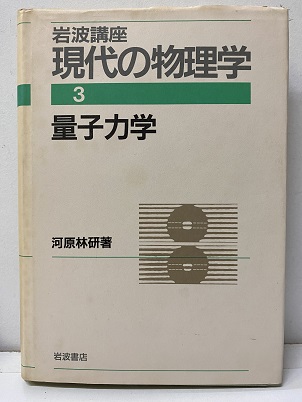 岩波講座
現代の物理学
3
量子力学
河原林研著
岩波書店